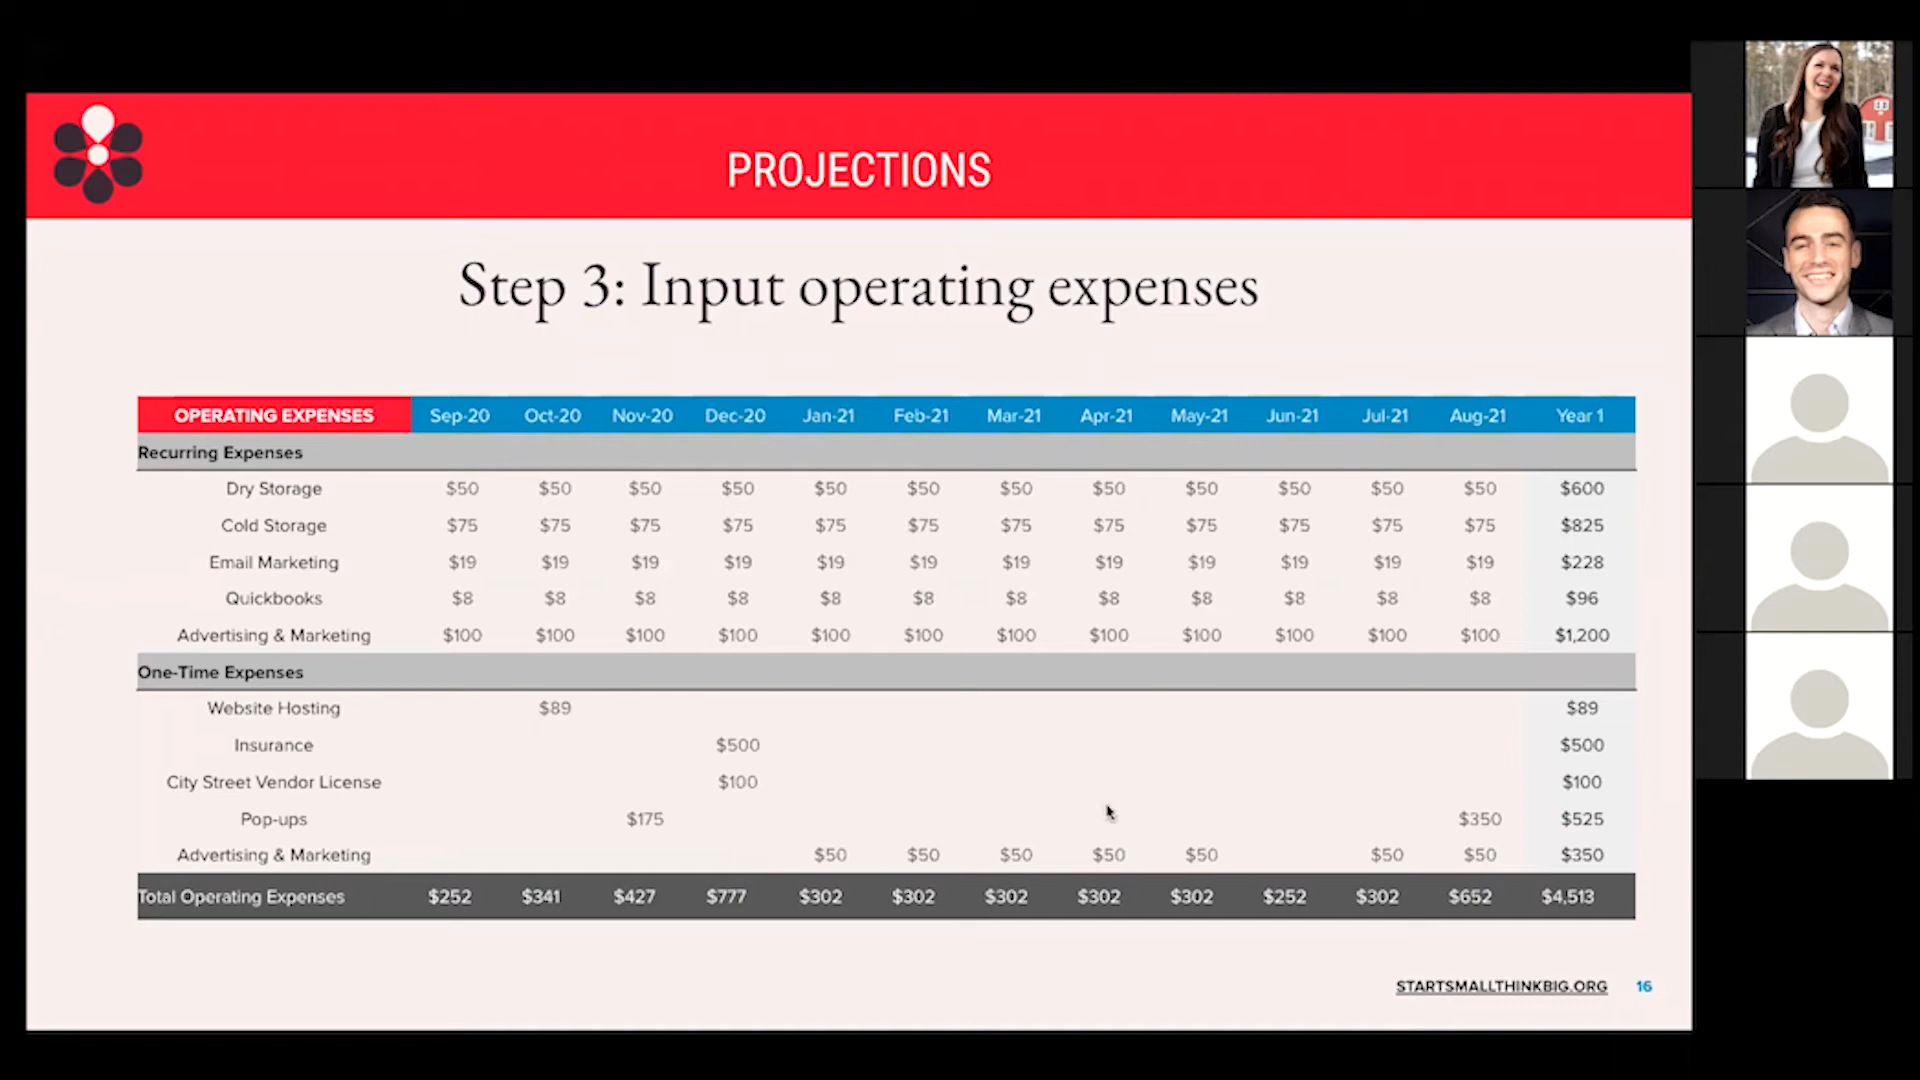 PROJECTIONS
Step 3: Input operating expenses
OPERATING EXPENSES Sep-20 Oct-20 Nov-20 Dec-20 Jan-21 Feb-21 Mar-21 Apr-21 May-21 Jun-21 Jul-21 Aug-21 Year 1
Recurring Expenses
Dry Storage $50 $50 $50 $50 $50 $50 $50 $50 $50 $50 $50 $50 $600
Cold Storage $75 $75 $75 $75 $75 $75 $75 $75 $75 $75 $75 $75 $825
Email Marketing $19 $19 $19 $19 $19 $19 $19 $19 $19 $19 $19 $19 $228
Quickbooks $8 $8 $8 $8 $8 $8 $8 $8 $8 $8 $8 $8 $96
Advertising & Marketing $100 $100 $100 $100 $100 $100 $100 $100 $100 $100 $100 $100 $1,200
One-Time Expenses
Website Hosting $89 $89
Insurance $500 $500
City Street Vendor License $100 $100
Pop-ups $175 $350 $525
Advertising & Marketing $50 $50 $50 $50 $50 $50 $50 $350
Total Operating Expenses $252 $341 $427 $777 $302 $302 $302 $302 $302 $252 $302 $652 $4,513
STARTSMALLTHINKBIG.ORG 16